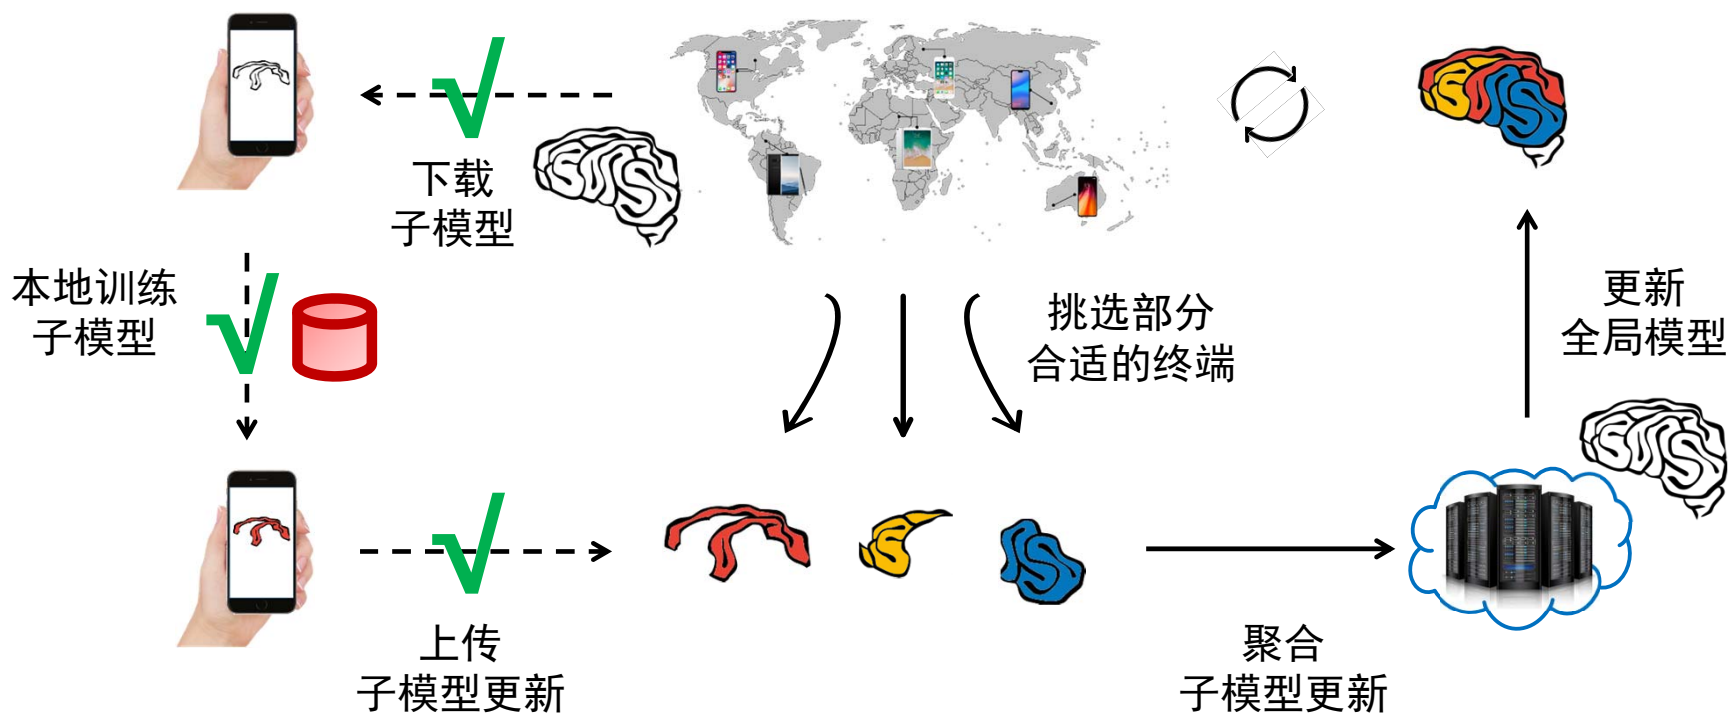 下载
子模型
本地训练
子模型
挑选部分
合适的终端
更新
全局模型
上传
子模型更新
聚合
子模型更新